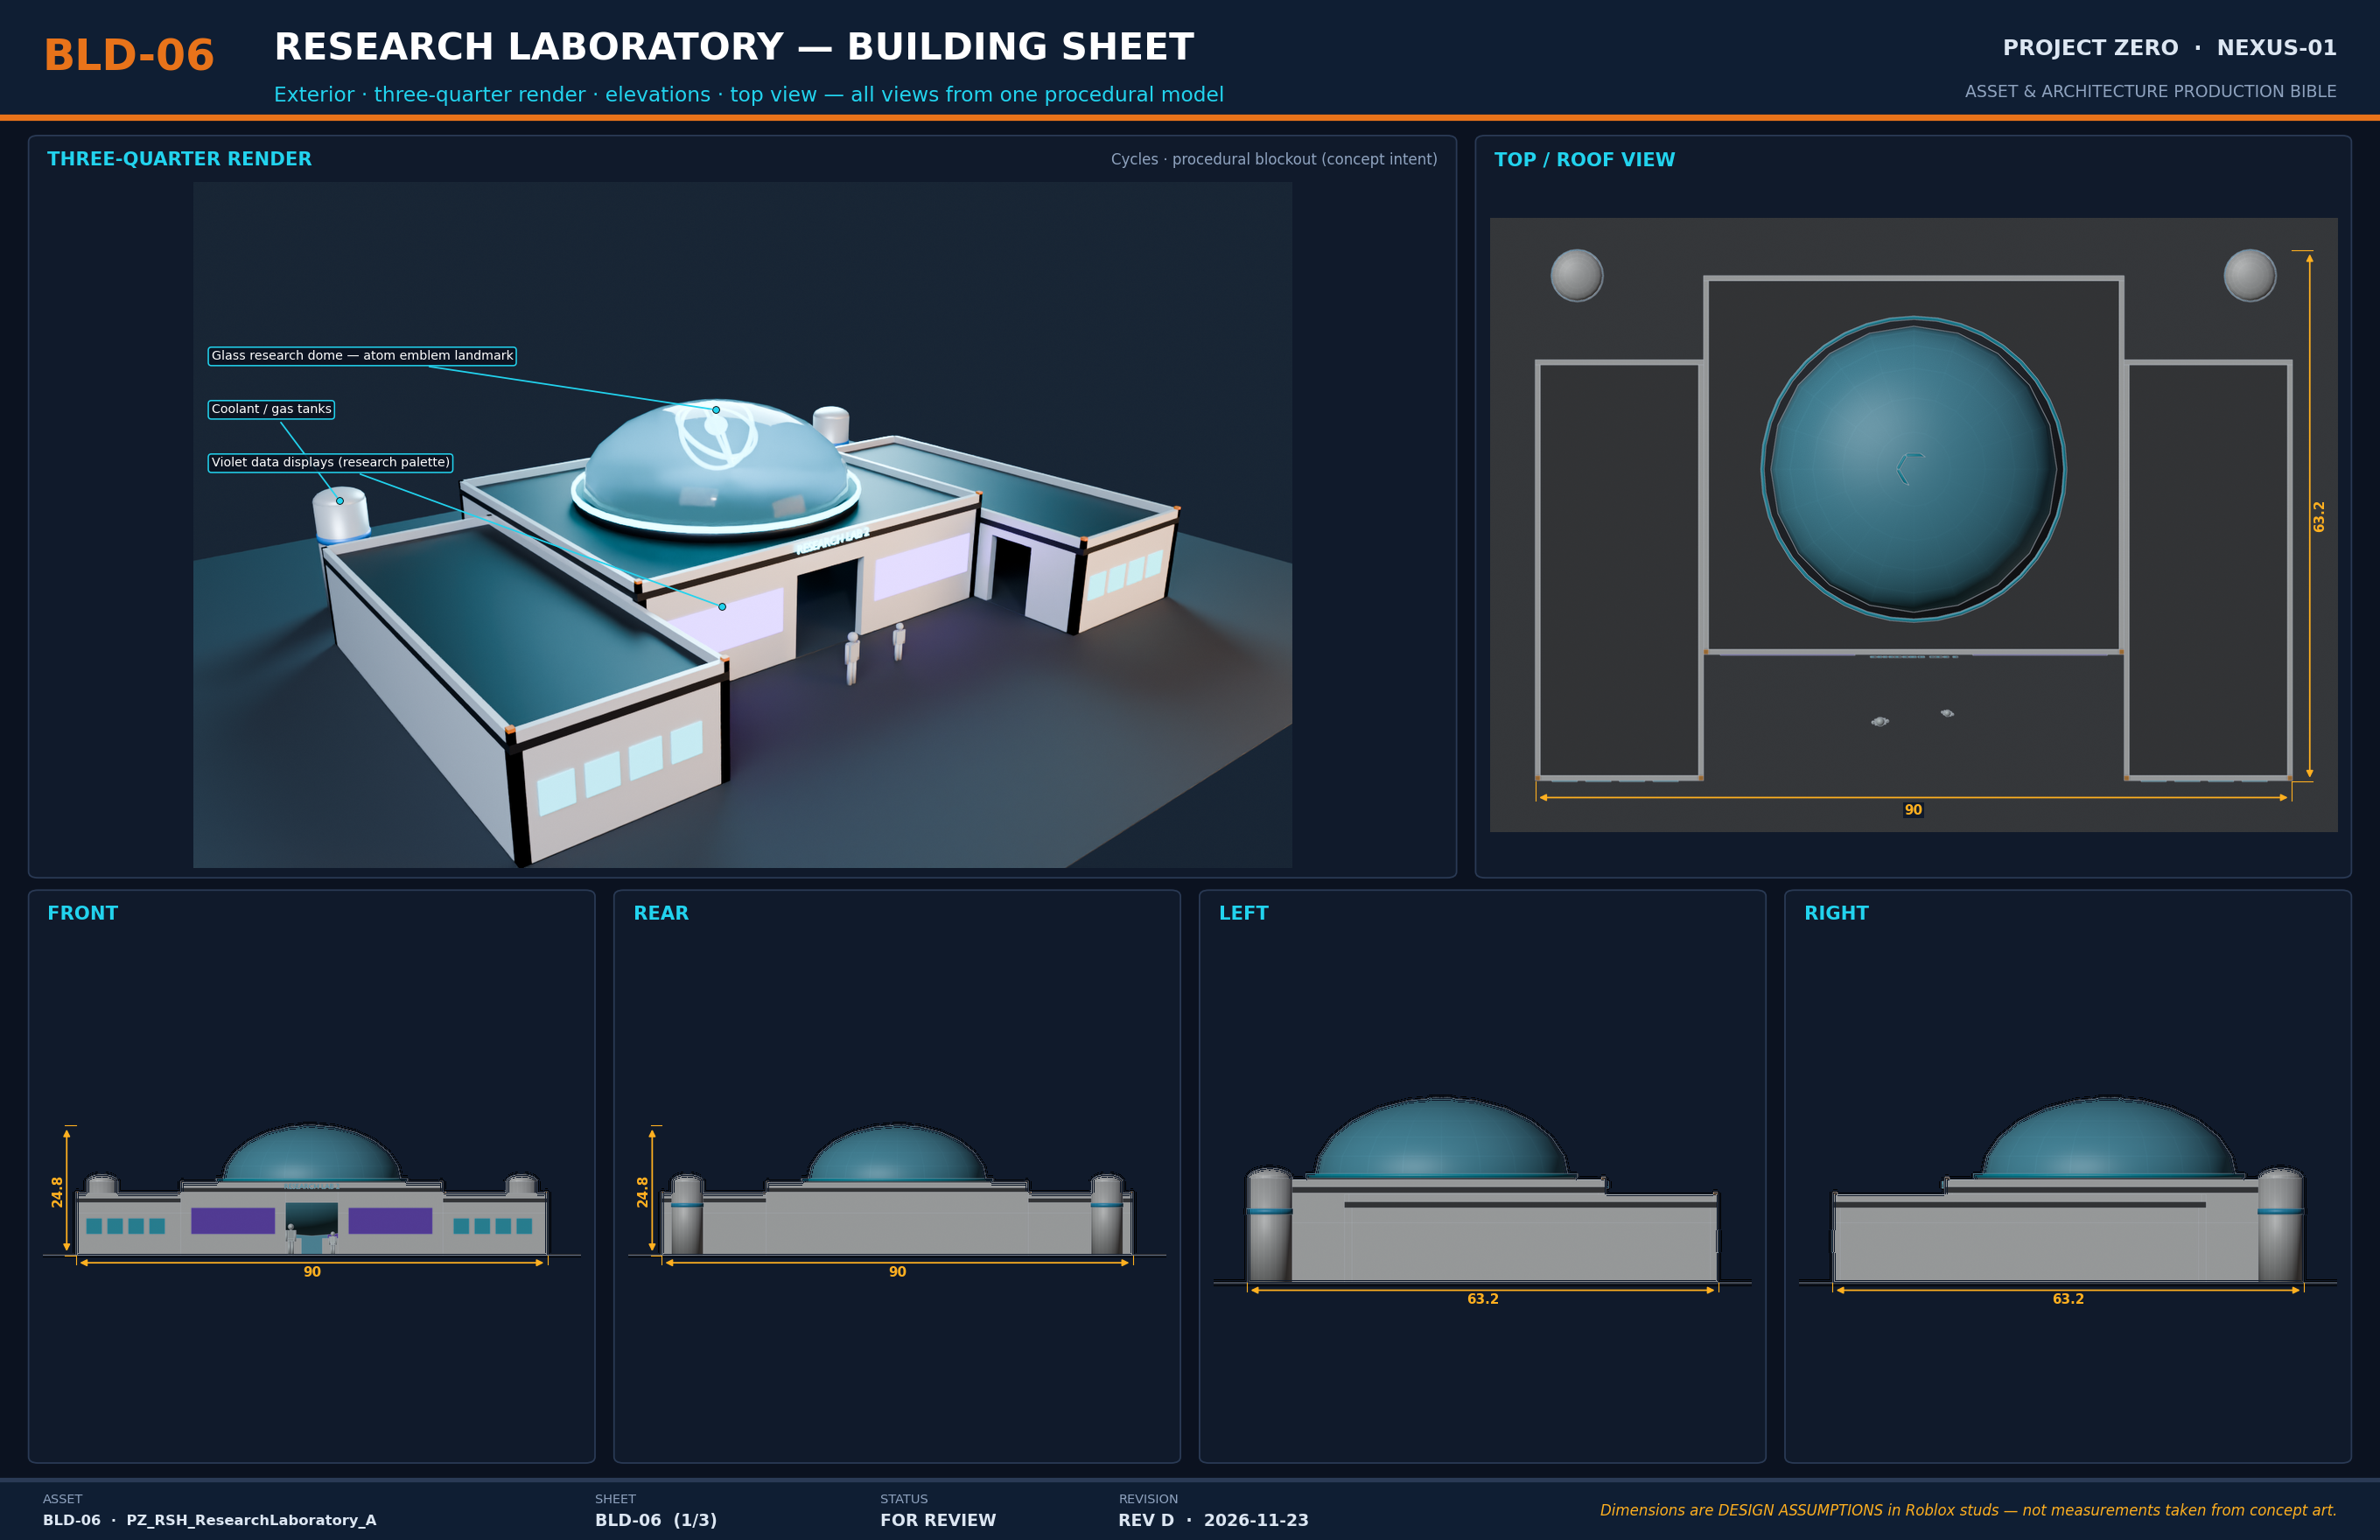 BLD-06
RESEARCH LABORATORY — BUILDING SHEET
Exterior · three-quarter render · elevations · top view — all views from one procedural model
PROJECT ZERO · NEXUS-01
ASSET & ARCHITECTURE PRODUCTION BIBLE
THREE-QUARTER RENDER
Cycles · procedural blockout (concept intent)
Glass research dome — atom emblem landmark
Coolant / gas tanks
Violet data displays (research palette)
TOP / ROOF VIEW
63.2
90
FRONT
24.8
90
REAR
24.8
90
LEFT
63.2
RIGHT
63.2
ASSET
BLD-06 · PZ_RSH_ResearchLaboratory_A
SHEET
BLD-06 (1/3)
STATUS
FOR REVIEW
REVISION
REV D · 2026-11-23
Dimensions are DESIGN ASSUMPTIONS in Roblox studs — not measurements taken from concept art.